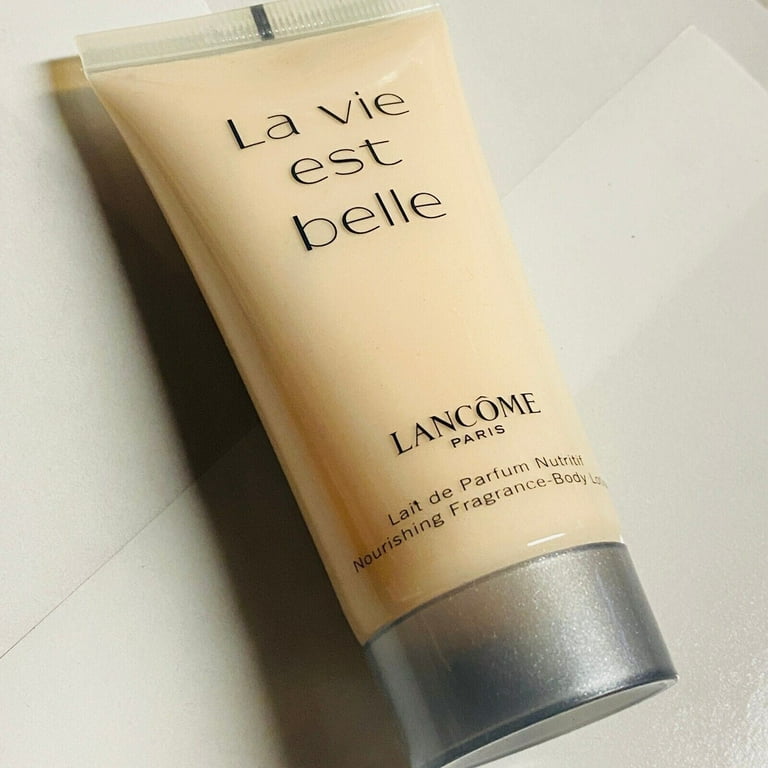 La vie
est
belle
LANCÔME
PARIS
Lait de Parfum Nutritif
Nourishing Fragrance-Body